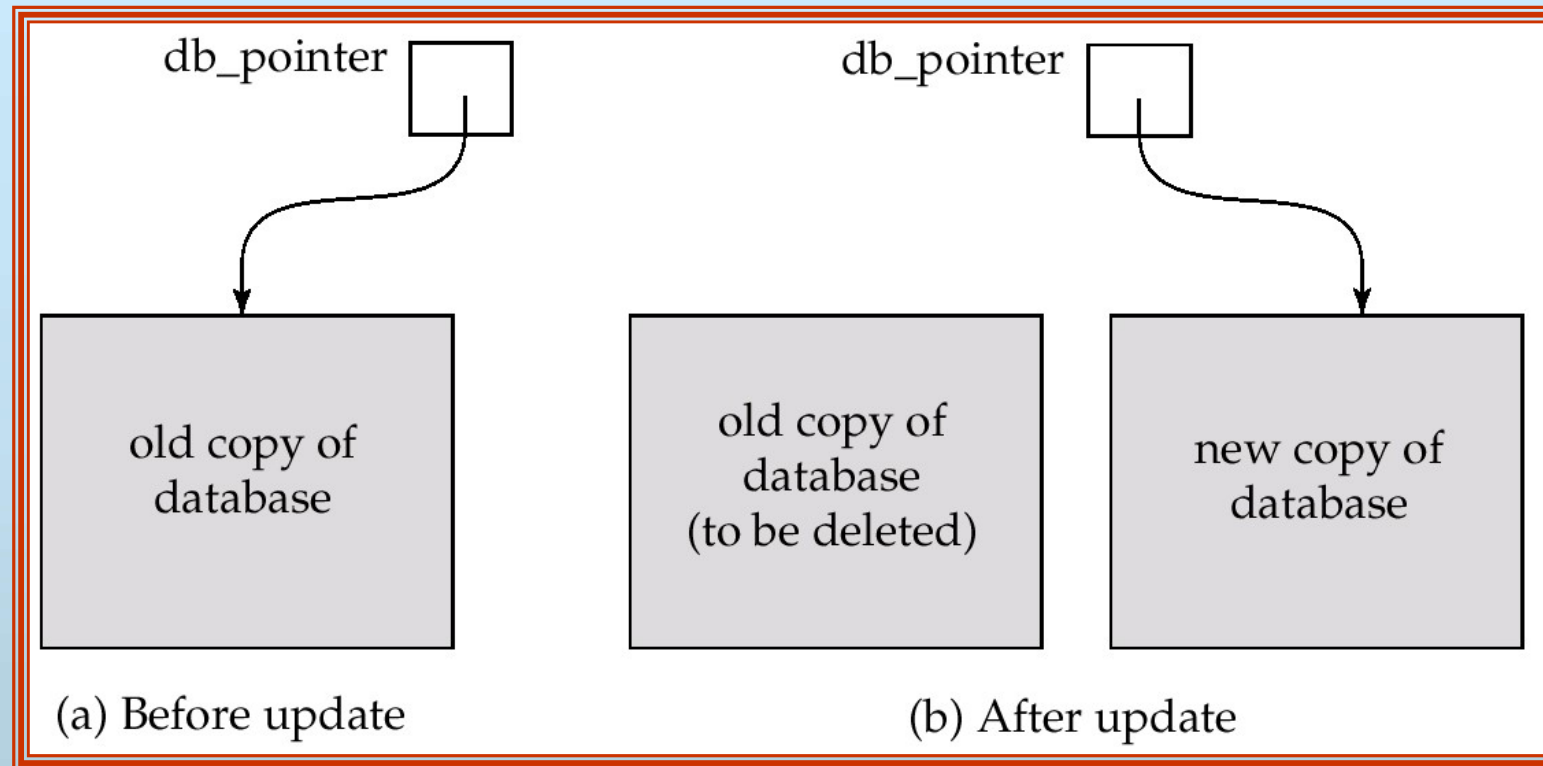 db_pointer
old copy of
database
(a) Before update
db_pointer
old copy of
database
(to be deleted)
new copy of
database
(b) After update